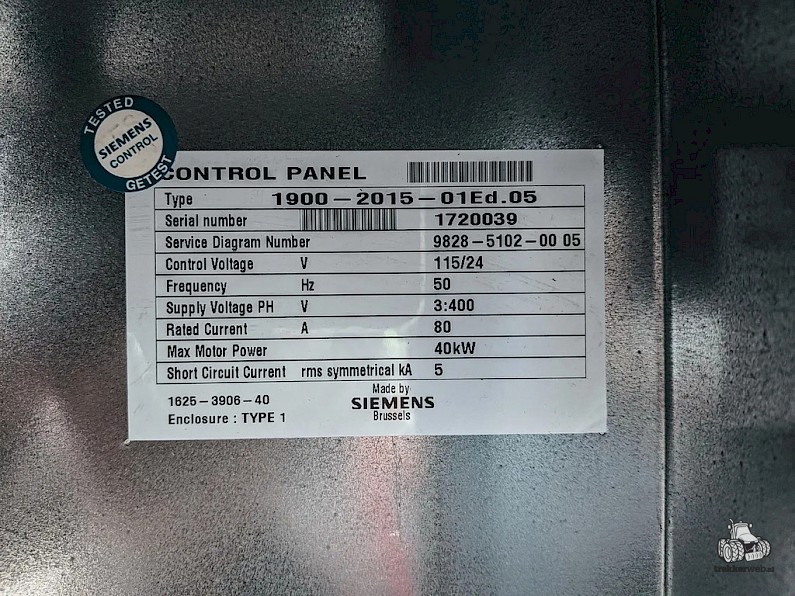 TESTED
SIEMENS
CONTROL
GETEST
CONTROL PANEL
Type 1900-2015-01Ed.05
Serial number 1720039
Service Diagram Number 9828-5102-00 05
Control Voltage V 115/24
Frequency Hz 50
Supply Voltage PH V 3:400
Rated Current A 80
Max Motor Power 40kW
Short Circuit Current rms symmetrical kA 5
1625-3906-40
Made by
SIEMENS
Brussels
Enclosure : TYPE 1